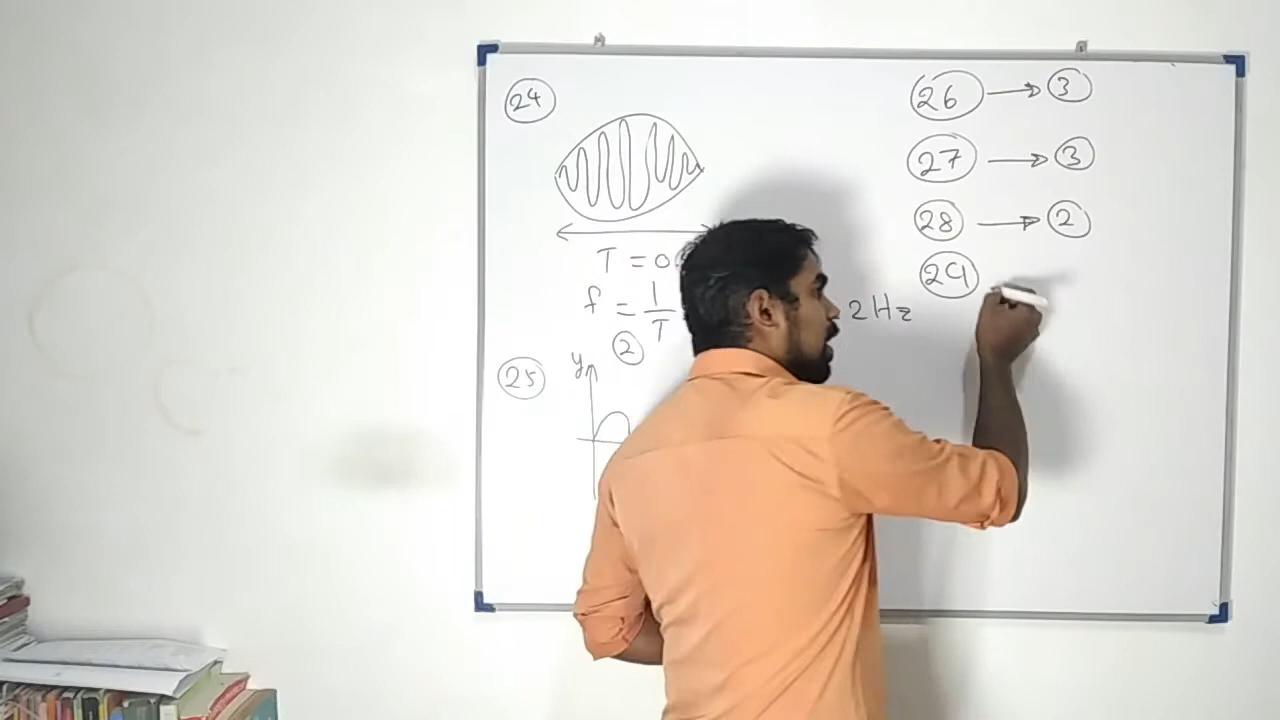 24
T = 0
f = 1/T
2 Hz
2
25
y
26 → 3
27 → 3
28 → 2
29